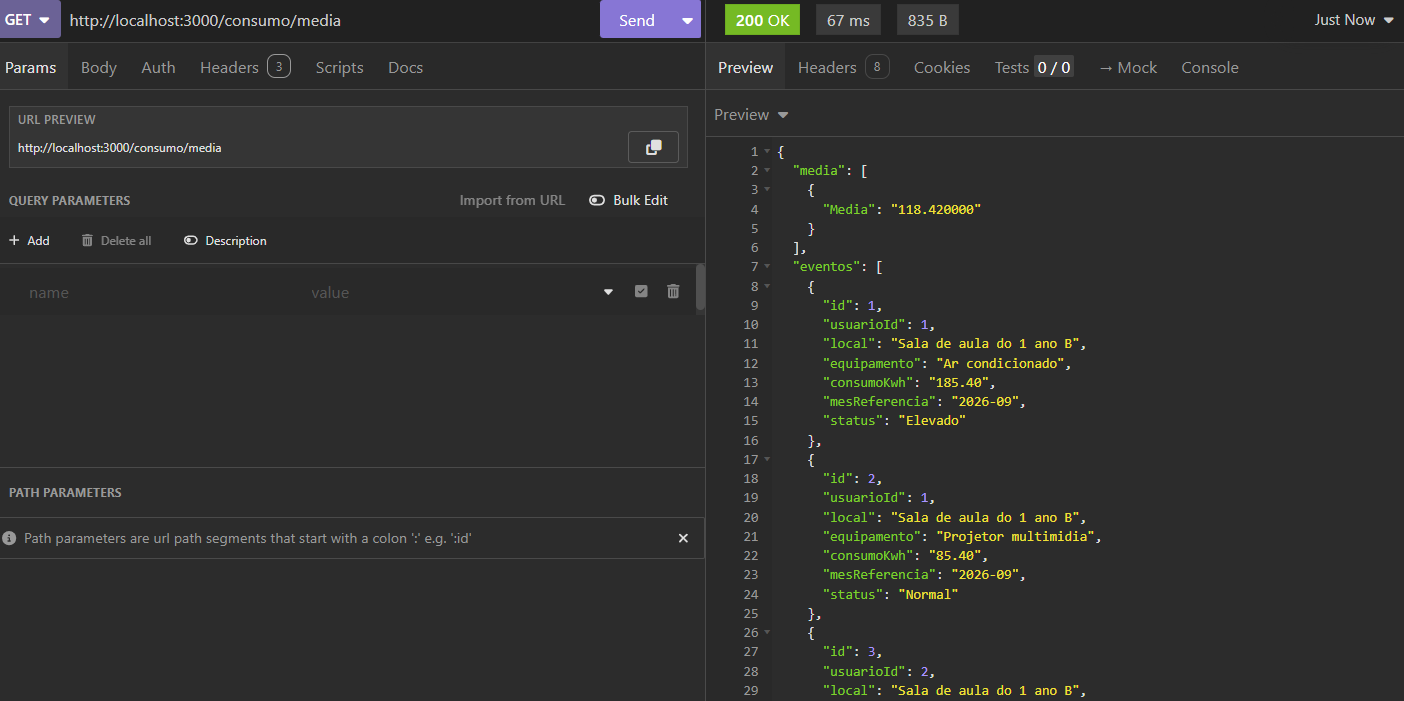 GET http://localhost:3000/consumo/media Send
Params Body Auth Headers 3 Scripts Docs
URL PREVIEW
http://localhost:3000/consumo/media
QUERY PARAMETERS Import from URL Bulk Edit
+ Add Delete all Description
name value
PATH PARAMETERS
Path parameters are url path segments that start with a colon ':' e.g. ':id'
200 OK 67 ms 835 B Just Now
Preview Headers 8 Cookies Tests 0 / 0 → Mock Console
Preview
1 {
2 "media": [
3 {
4 "Media": "118.420000"
5 }
6 ],
7 "eventos": [
8 {
9 "id": 1,
10 "usuarioId": 1,
11 "local": "Sala de aula do 1 ano B",
12 "equipamento": "Ar condicionado",
13 "consumoKwh": "185.40",
14 "mesReferencia": "2026-09",
15 "status": "Elevado"
16 },
17 {
18 "id": 2,
19 "usuarioId": 1,
20 "local": "Sala de aula do 1 ano B",
21 "equipamento": "Projetor multimidia",
22 "consumoKwh": "85.40",
23 "mesReferencia": "2026-09",
24 "status": "Normal"
25 },
26 {
27 "id": 3,
28 "usuarioId": 2,
29 "local": "Sala de aula do 1 ano B",